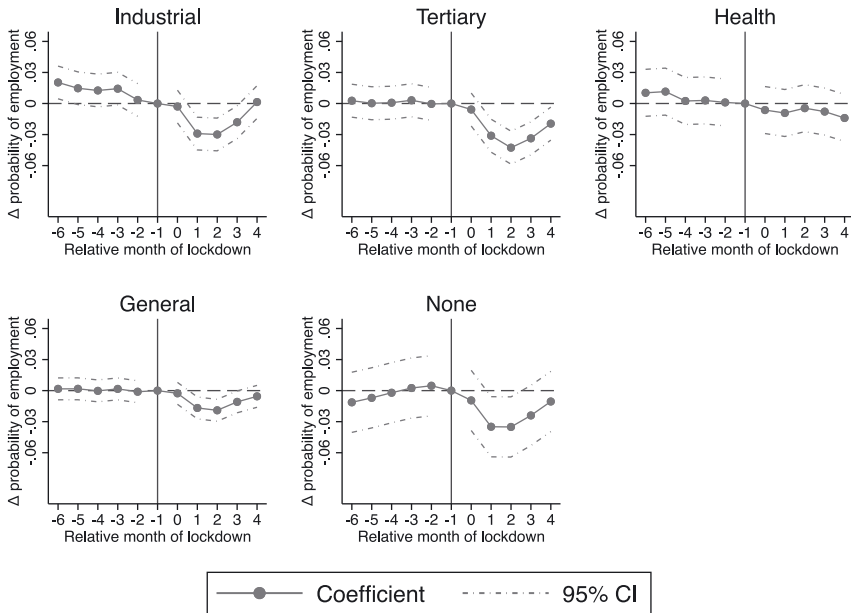 Industrial
Δ probability of employment
.06
.03
0
-.03
-.06
-6 -5 -4 -3 -2 -1 0 1 2 3 4
Relative month of lockdown
Tertiary
Δ probability of employment
.06
.03
0
-.03
-.06
-6 -5 -4 -3 -2 -1 0 1 2 3 4
Relative month of lockdown
Health
Δ probability of employment
.06
.03
0
-.03
-.06
-6 -5 -4 -3 -2 -1 0 1 2 3 4
Relative month of lockdown
General
Δ probability of employment
.06
.03
0
-.03
-.06
-6 -5 -4 -3 -2 -1 0 1 2 3 4
Relative month of lockdown
None
Δ probability of employment
.06
.03
0
-.03
-.06
-6 -5 -4 -3 -2 -1 0 1 2 3 4
Relative month of lockdown
Coefficient 95% CI